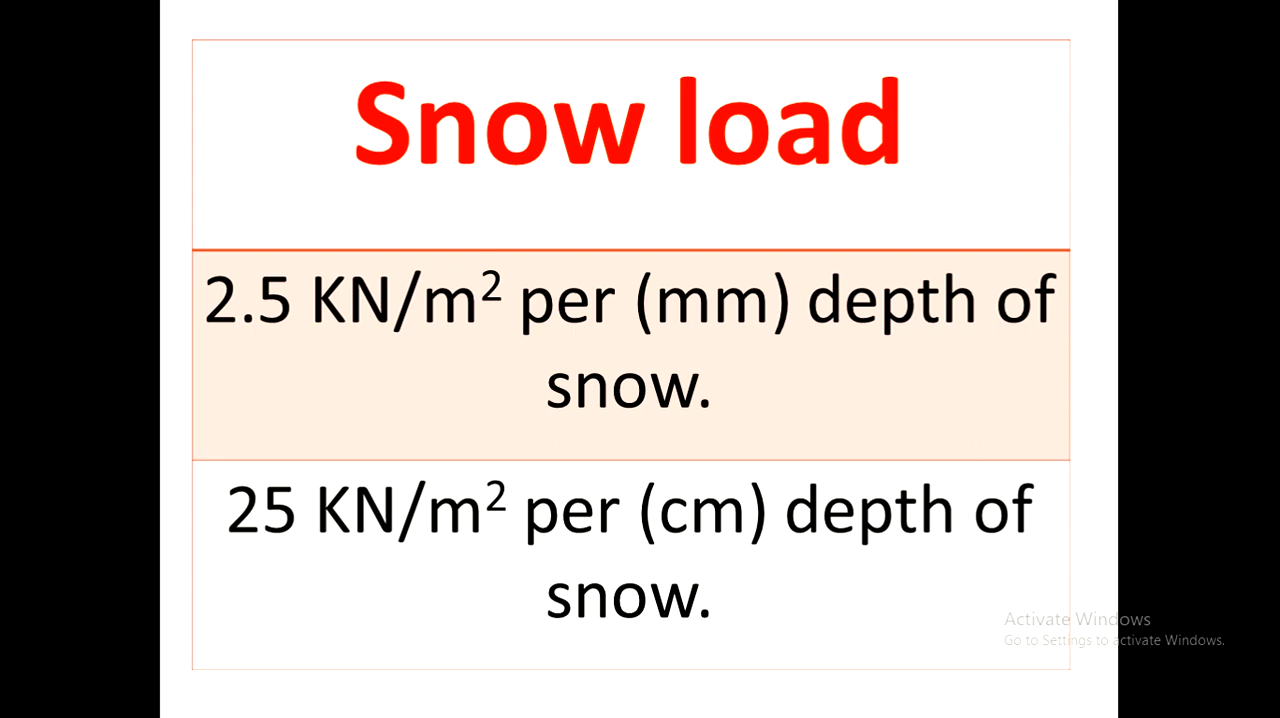 Snow load
2.5 KN/m² per (mm) depth of
snow.
25 KN/m² per (cm) depth of
snow.
Activate Windows
Go to Settings to activate Windows.